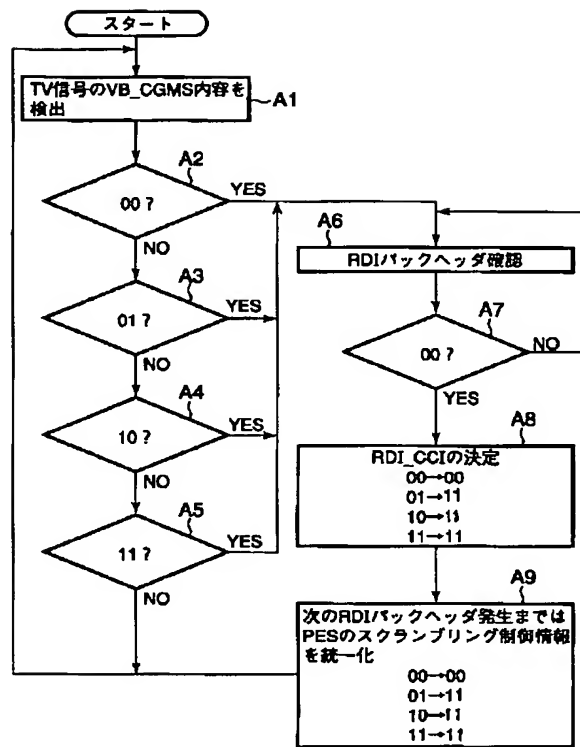 スタート
TV信号のVB_CGMS内容を
検出
A1
A2
00 ?
YES
NO
A3
01 ?
YES
NO
A4
10 ?
YES
NO
A5
11 ?
YES
NO
A6
RDIパックヘッダ確認
A7
00 ?
NO
YES
A8
RDI_CCIの決定
00→00
01→11
10→11
11→11
A9
次のRDIパックヘッダ発生までは
PESのスクランブリング制御情報
を統一化
00→00
01→11
10→11
11→11